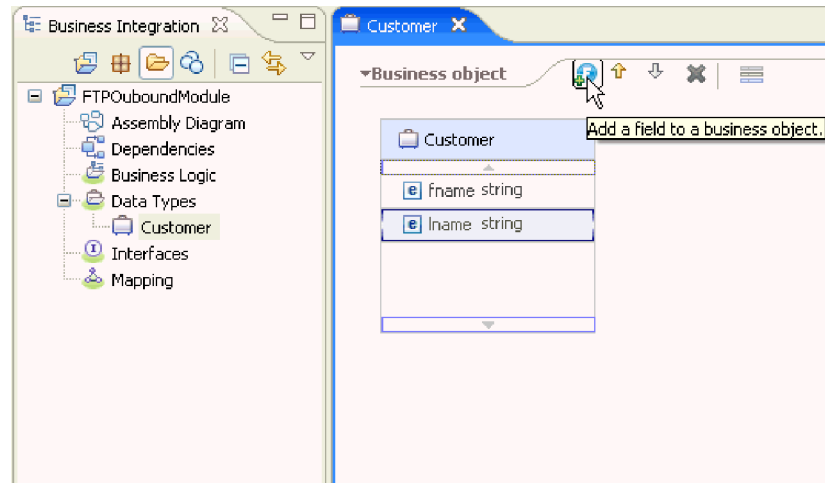 Business Integration
FTPOuboundModule
Assembly Diagram
Dependencies
Business Logic
Data Types
Customer
Interfaces
Mapping
Customer
Business object
Add a field to a business object.
Customer
e fname string
e lname string